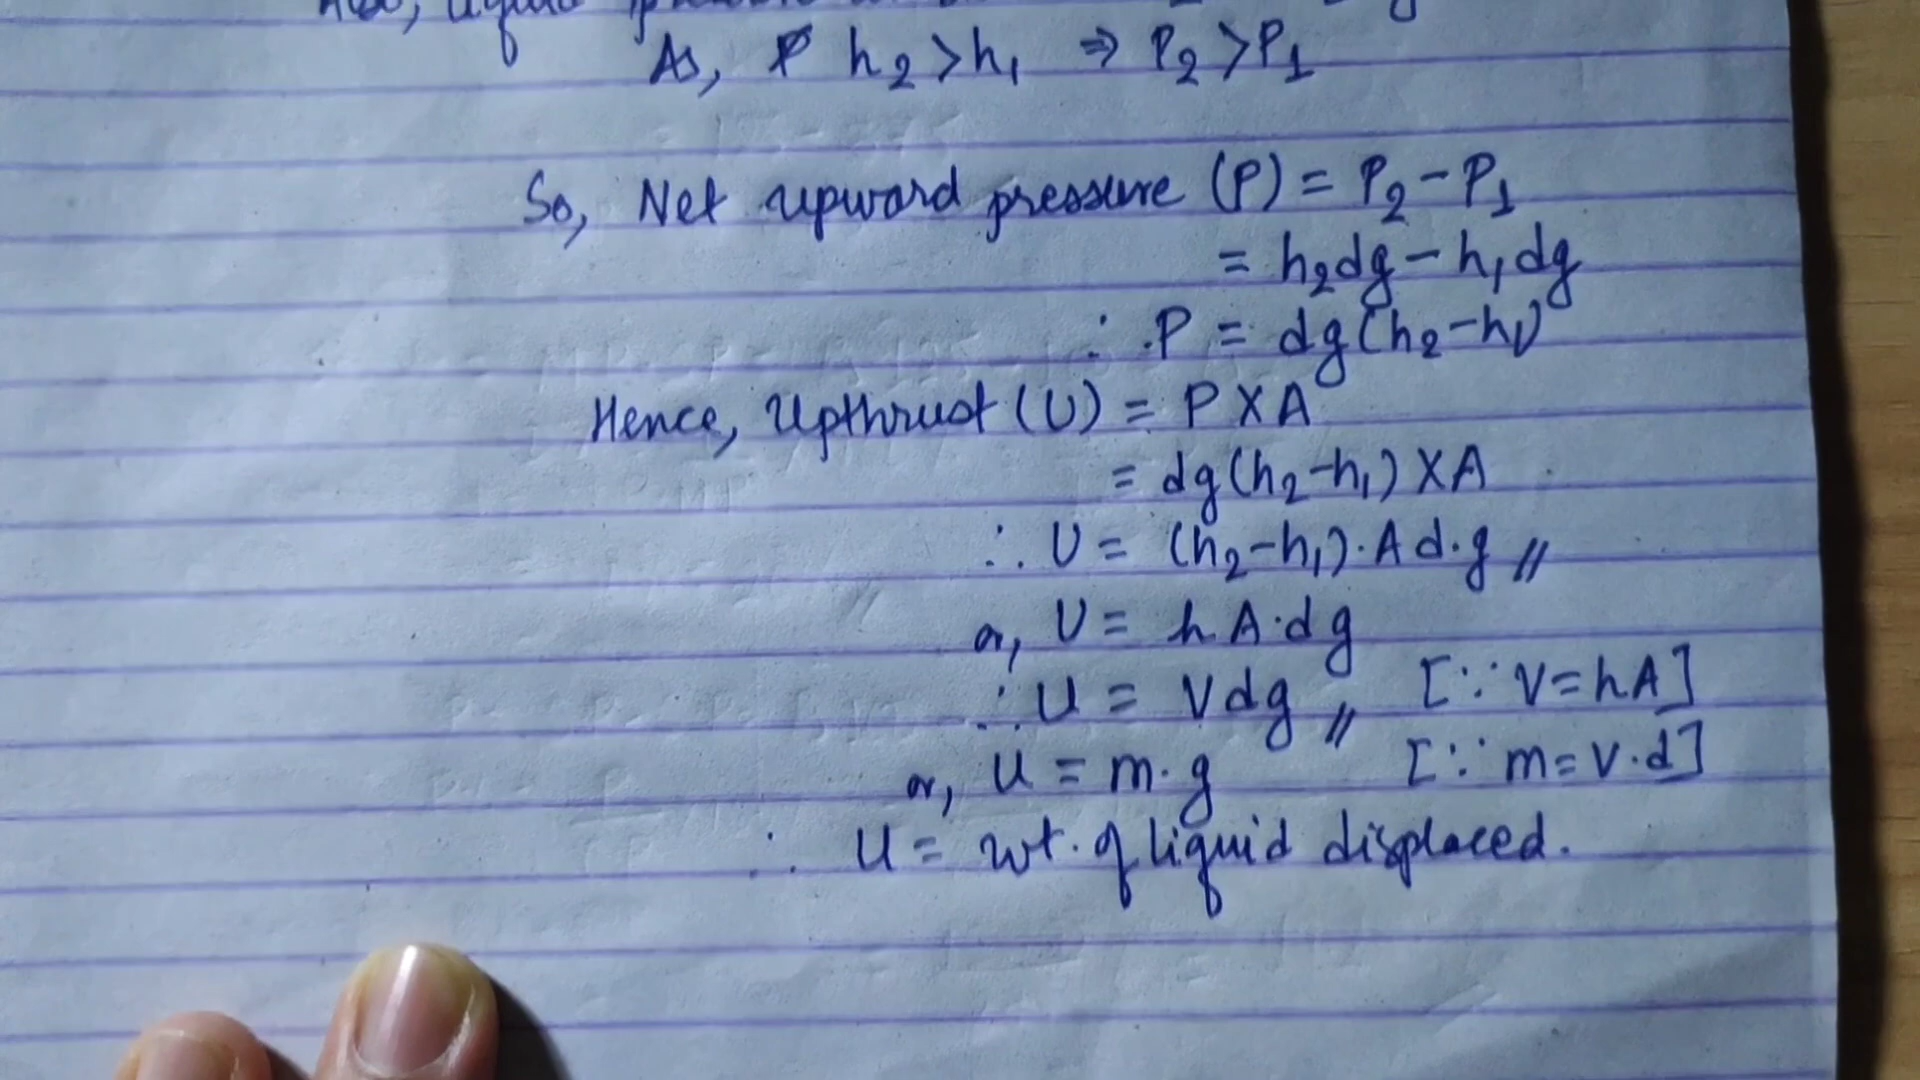 liquid
As, h₂ > h₁ ⇒ P₂ > P₁
So, Net upward pressure (P) = P₂ - P₁
= h₂dg - h₁dg
∴ P = dg(h₂-h₁)
Hence, Upthrust (U) = P X A
= dg(h₂-h₁) X A
∴ U = (h₂-h₁)·A d·g //
or, U = h A·dg
∴ U = Vdg // [∵ V=hA]
or, U = m·g [∵ m=V·d]
∴ U = wt. of liquid displaced.